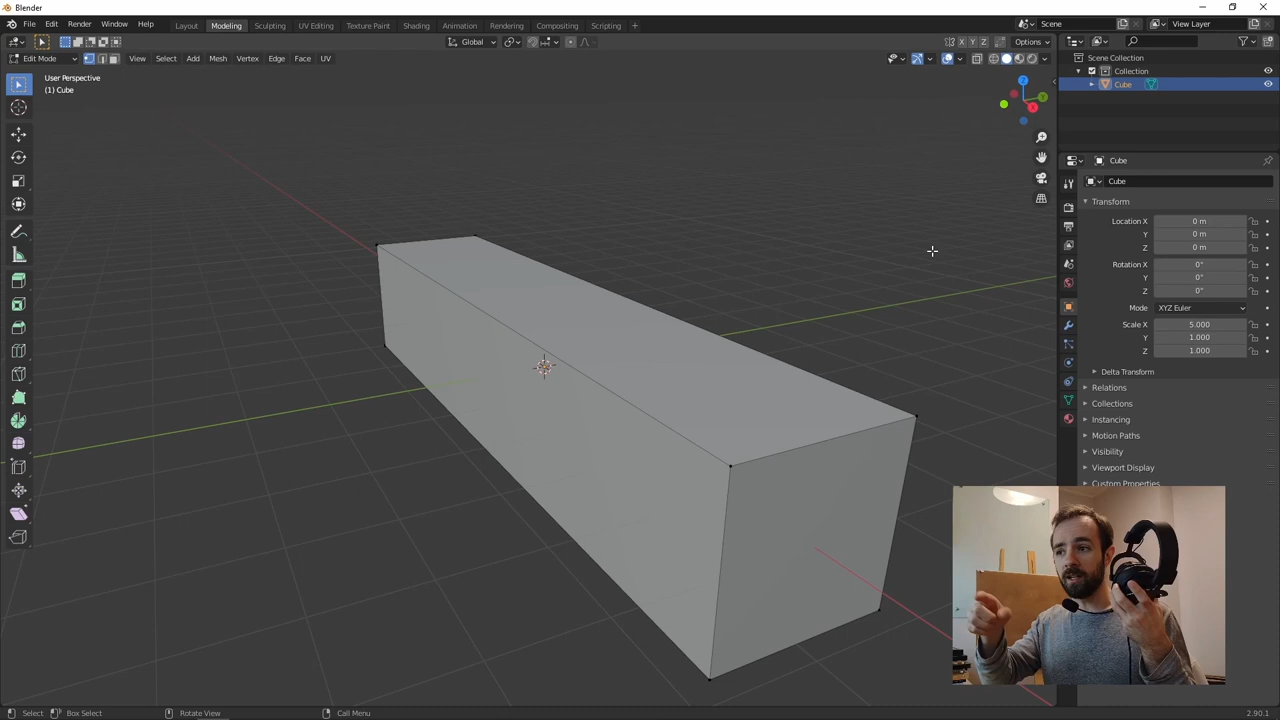 Blender
File Edit Render Window Help
Layout Modeling Sculpting UV Editing Texture Paint Shading Animation Rendering Compositing Scripting +
Scene
View Layer
Global
X Y Z
Options
Edit Mode
View Select Add Mesh Vertex Edge Face UV
User Perspective
(1) Cube
Z
Y
X
Scene Collection
Collection
Cube
Cube
Cube
Transform
Location X 0 m
Y 0 m
Z 0 m
Rotation X 0°
Y 0°
Z 0°
Mode XYZ Euler
Scale X 5.000
Y 1.000
Z 1.000
Delta Transform
Relations
Collections
Instancing
Motion Paths
Visibility
Viewport Display
Custom Properties
Select
Box Select
Rotate View
Call Menu
2.90.1